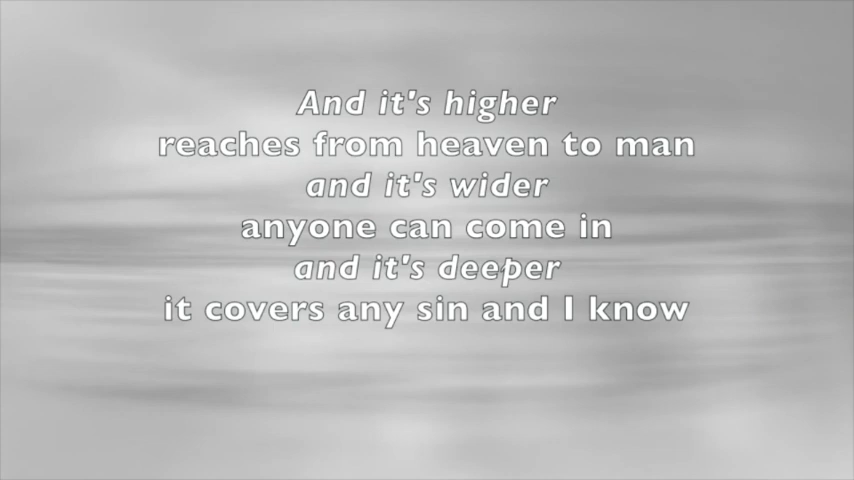 And it's higher
reaches from heaven to man
and it's wider
anyone can come in
and it's deeper
it covers any sin and I know